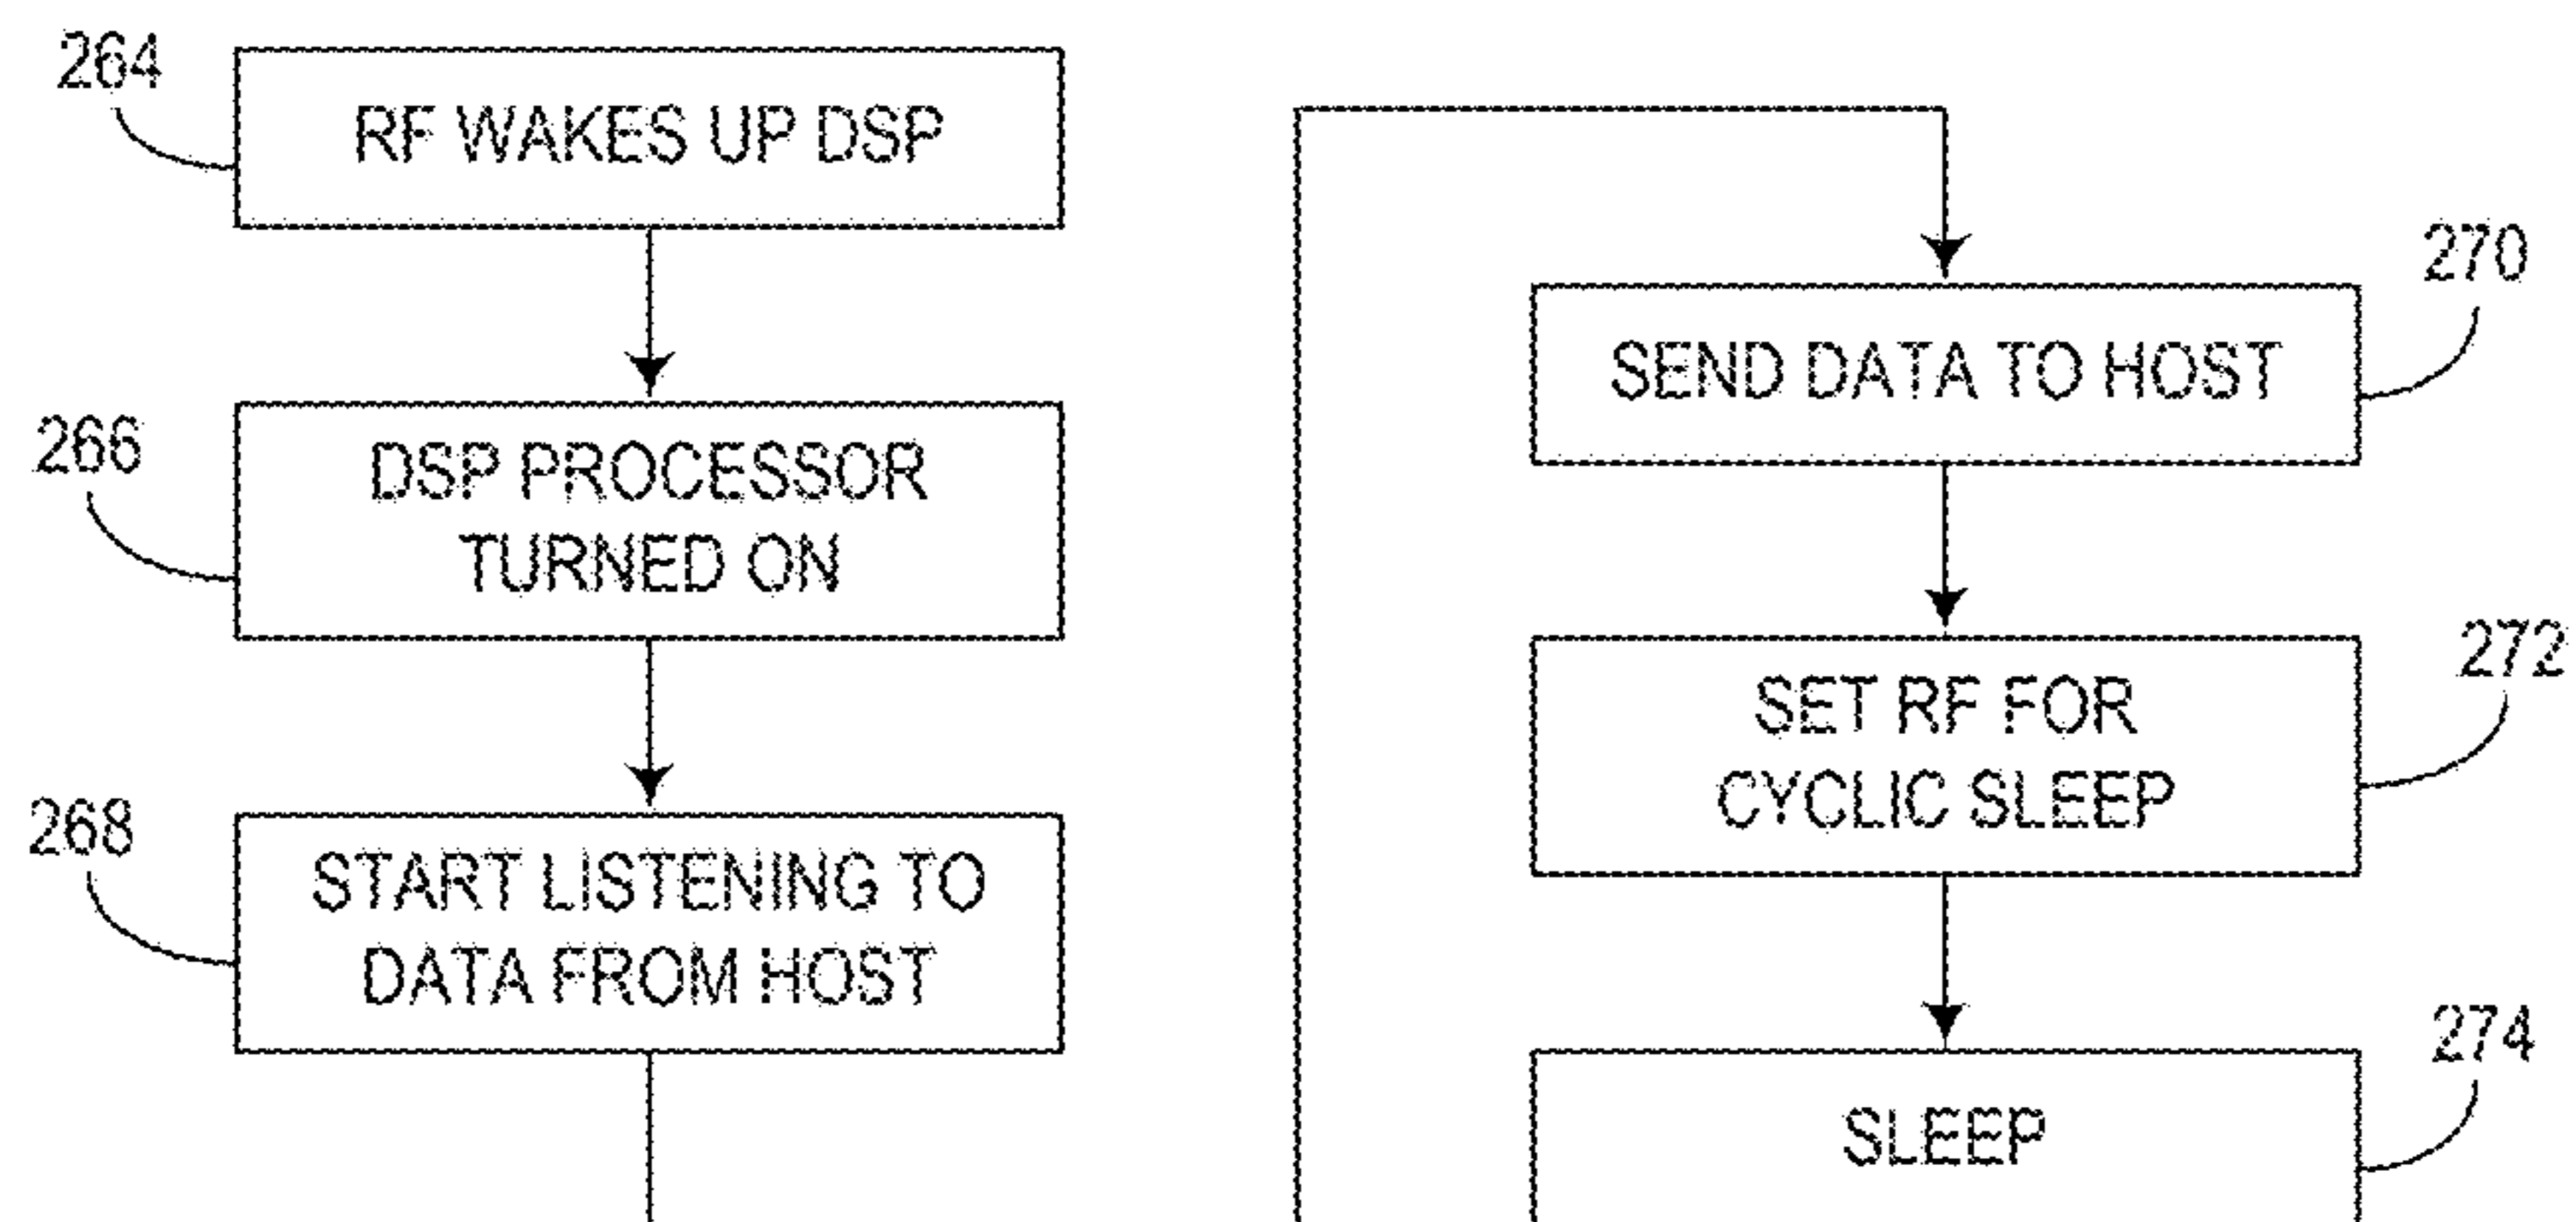 264
RF WAKES UP DSP
266
DSP PROCESSOR
TURNED ON
268
START LISTENING TO
DATA FROM HOST
270
SEND DATA TO HOST
272
SET RF FOR
CYCLIC SLEEP
274
SLEEP